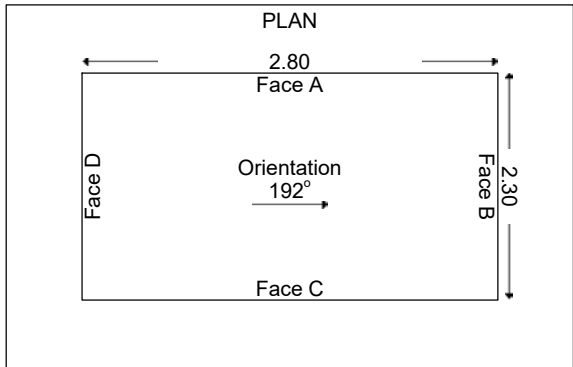 PLAN
2.80
Face A
Face D
Orientation
192°
Face B
2.30
Face C